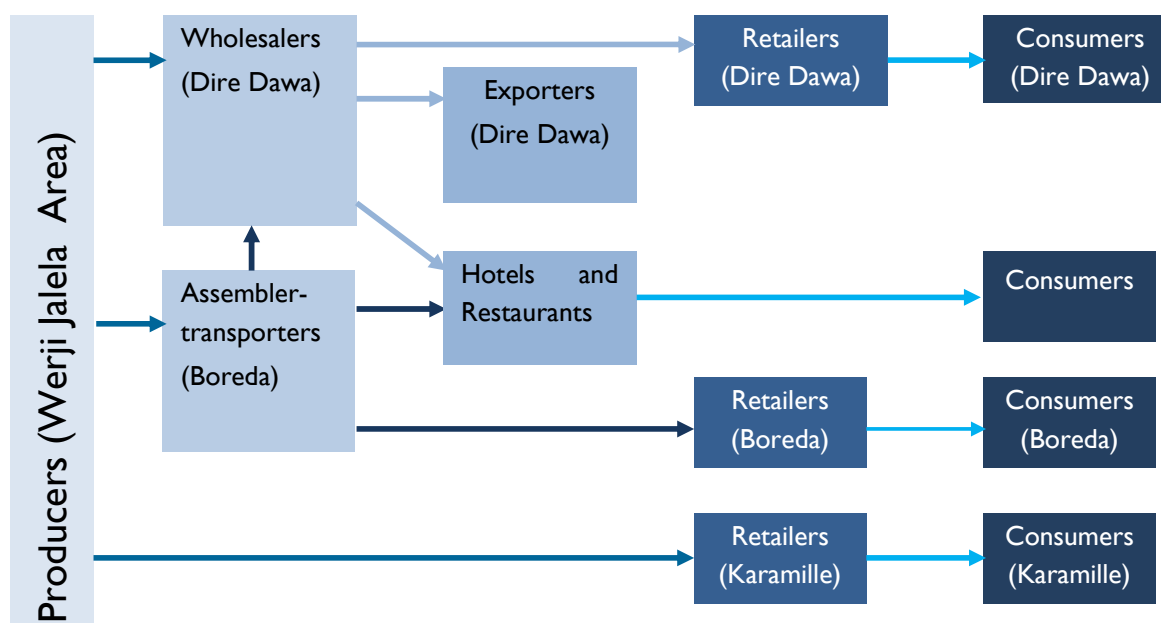 Producers (Werji Jalela Area)
Wholesalers
(Dire Dawa)
Retailers
(Dire Dawa)
Consumers
(Dire Dawa)
Exporters
(Dire Dawa)
Assembler-
transporters
(Boreda)
Hotels and
Restaurants
Consumers
Retailers
(Boreda)
Consumers
(Boreda)
Retailers
(Karamille)
Consumers
(Karamille)